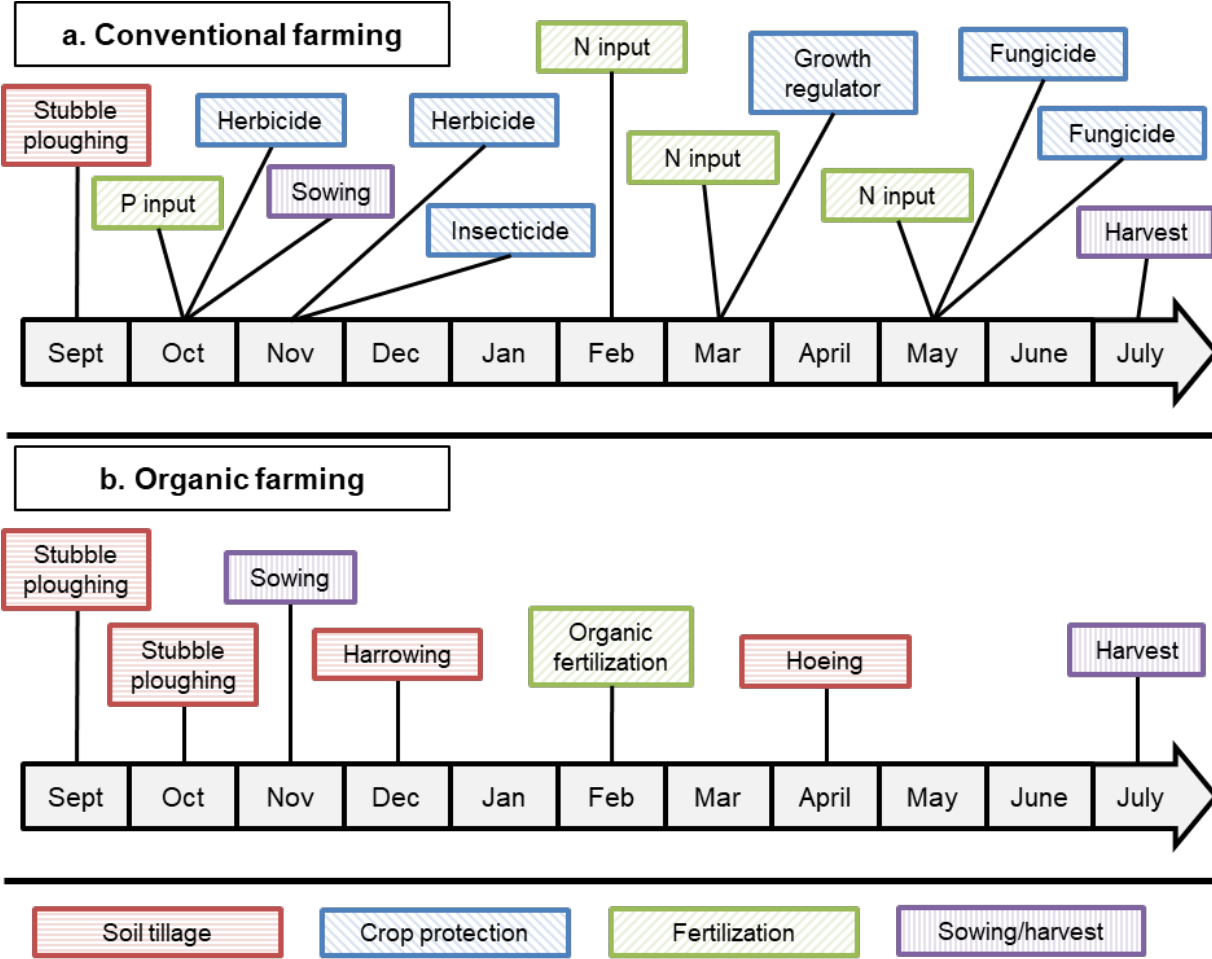 a. Conventional farming
Stubble
ploughing
P input
Herbicide
Sowing
Herbicide
Insecticide
N input
N input
Growth
regulator
N input
Fungicide
Fungicide
Harvest
Sept
Oct
Nov
Dec
Jan
Feb
Mar
April
May
June
July
b. Organic farming
Stubble
ploughing
Stubble
ploughing
Sowing
Harrowing
Organic
fertilization
Hoeing
Harvest
Sept
Oct
Nov
Dec
Jan
Feb
Mar
April
May
June
July
Soil tillage
Crop protection
Fertilization
Sowing/harvest